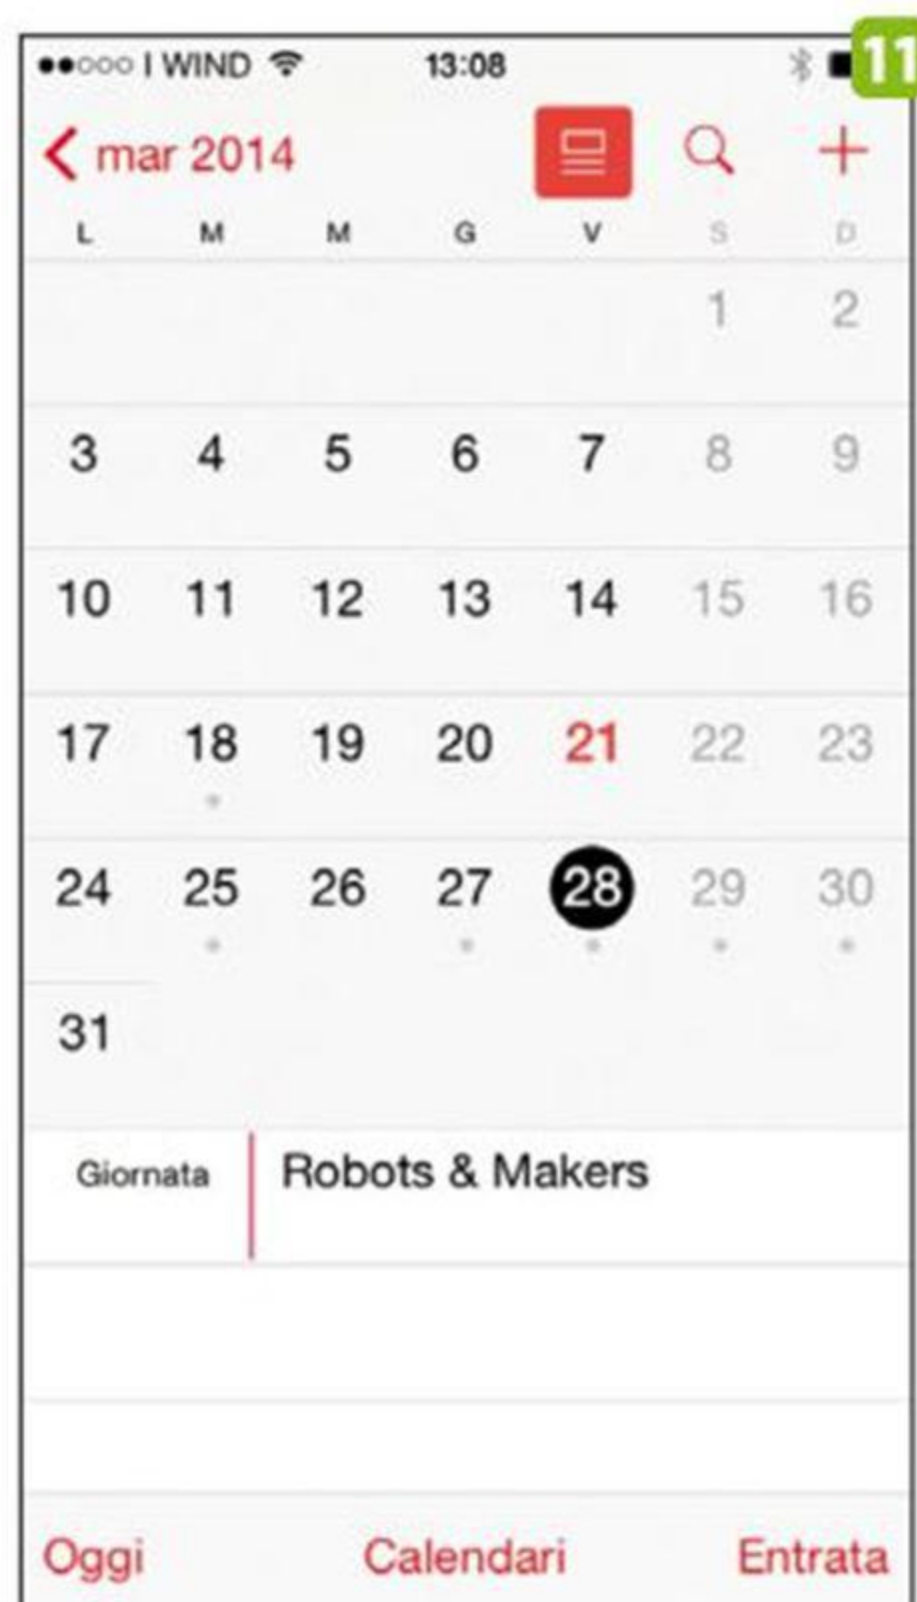 I WIND 13:08 11
mar 2014
L M M G V S D
1 2
3 4 5 6 7 8 9
10 11 12 13 14 15 16
17 18 19 20 21 22 23
24 25 26 27 28 29 30
31
Giornata Robots & Makers
Oggi Calendari Entrata